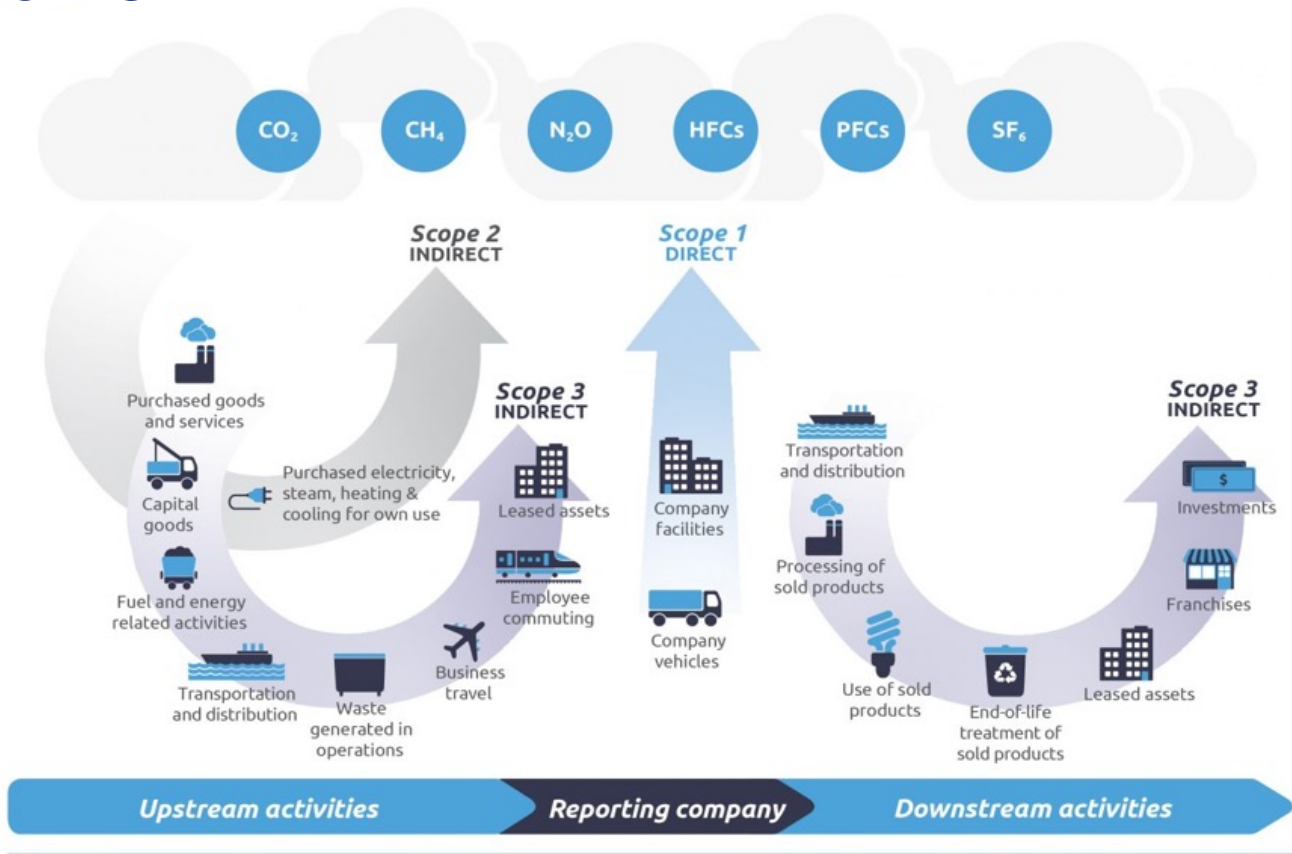 CO₂
CH₄
N₂O
HFCs
PFCs
SF₆
Scope 2
INDIRECT
Scope 1
DIRECT
Purchased goods
and services
Capital
goods
Purchased electricity,
steam, heating &
cooling for own use
Fuel and energy
related activities
Transportation
and distribution
Waste
generated in
operations
Business
travel
Employee
commuting
Leased assets
Scope 3
INDIRECT
Company
facilities
Company
vehicles
Transportation
and distribution
Processing of
sold products
Use of sold
products
End-of-life
treatment of
sold products
Leased assets
Franchises
$
Investments
Scope 3
INDIRECT
Upstream activities
Reporting company
Downstream activities